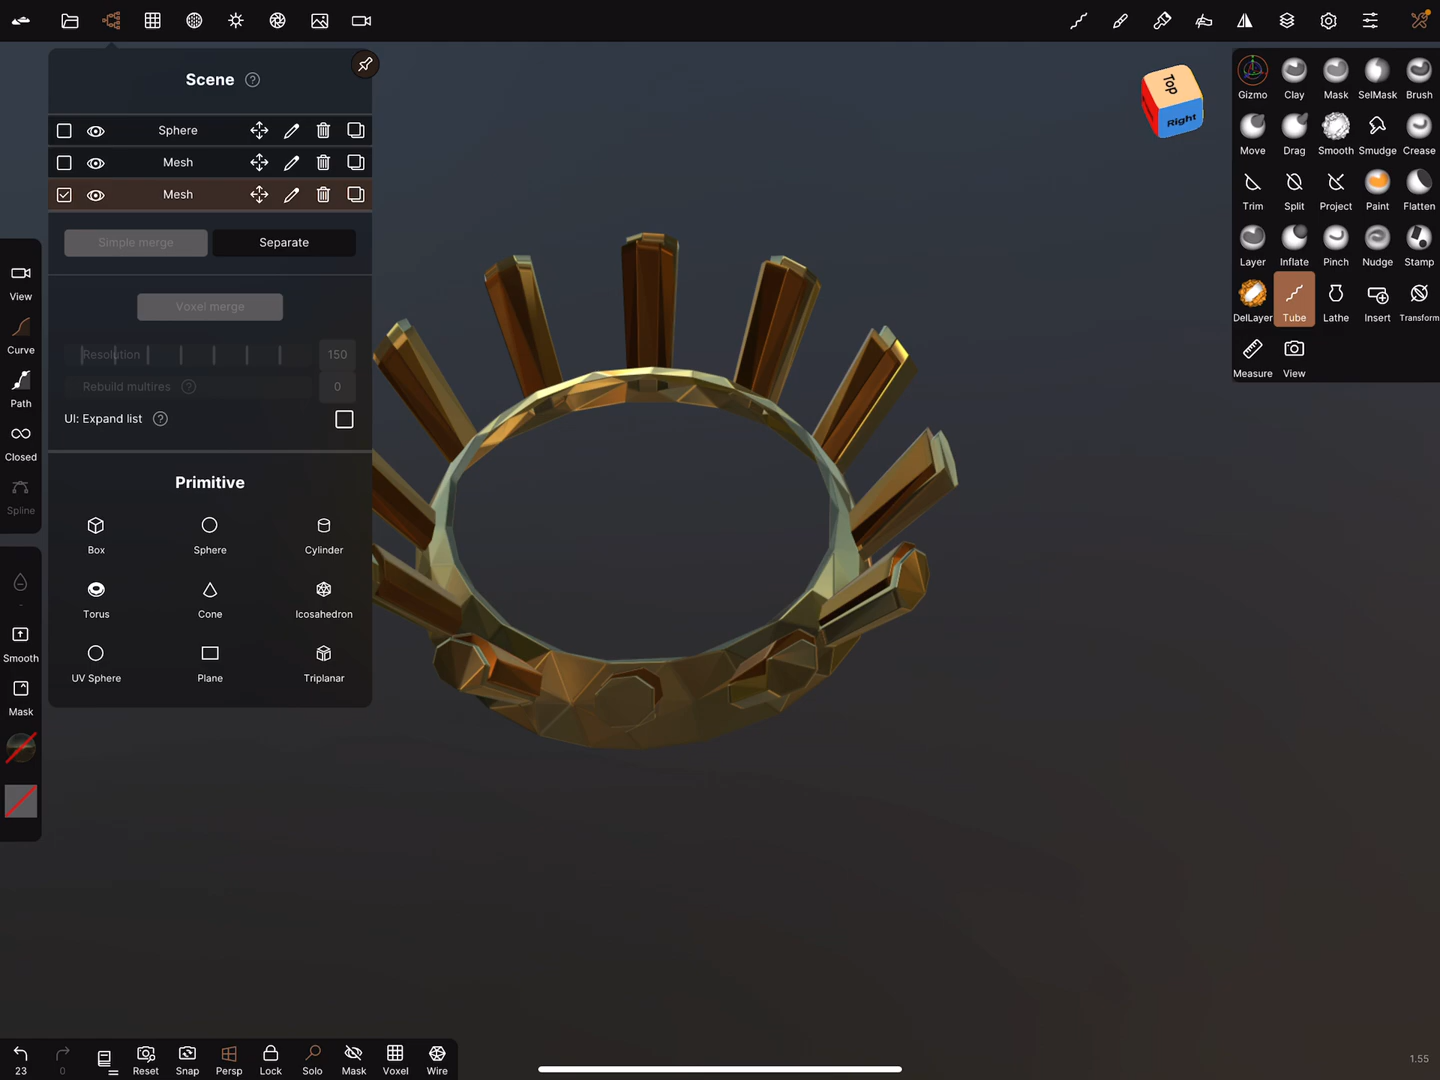 Scene
Sphere
Mesh
Mesh
Simple merge
Separate
Voxel merge
Resolution
150
Rebuild multires
0
UI: Expand list
Primitive
Box
Sphere
Cylinder
Torus
Cone
Icosahedron
UV Sphere
Plane
Triplanar
View
Curve
Path
Closed
Spline
-
Smooth
Mask
Top
Right
Gizmo
Clay
Mask
SelMask
Brush
Move
Drag
Smooth
Smudge
Crease
Trim
Split
Project
Paint
Flatten
Layer
Inflate
Pinch
Nudge
Stamp
DelLayer
Tube
Lathe
Insert
Transform
Measure
View
23
0
Reset
Snap
Persp
Lock
Solo
Mask
Voxel
Wire
1.55